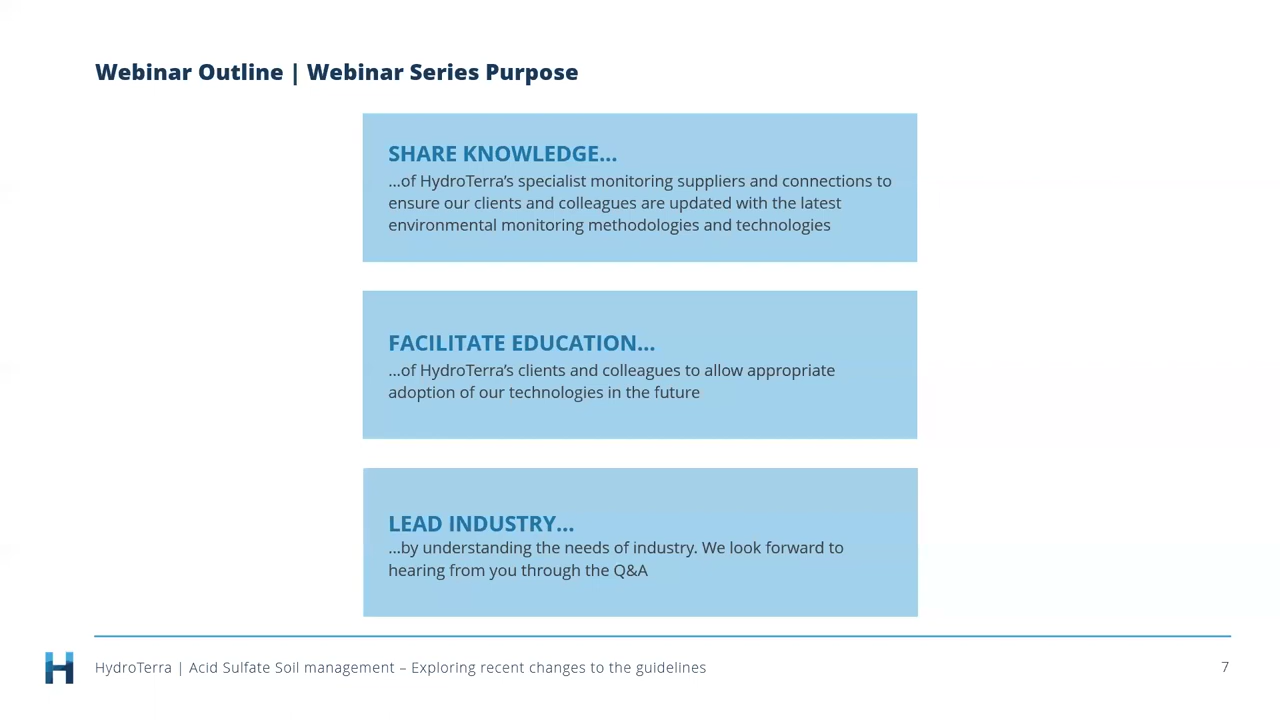 Webinar Outline | Webinar Series Purpose
SHARE KNOWLEDGE...
...of HydroTerra’s specialist monitoring suppliers and connections to
ensure our clients and colleagues are updated with the latest
environmental monitoring methodologies and technologies
FACILITATE EDUCATION...
...of HydroTerra’s clients and colleagues to allow appropriate
adoption of our technologies in the future
LEAD INDUSTRY...
...by understanding the needs of industry. We look forward to
hearing from you through the Q&A
HydroTerra | Acid Sulfate Soil management – Exploring recent changes to the guidelines
7